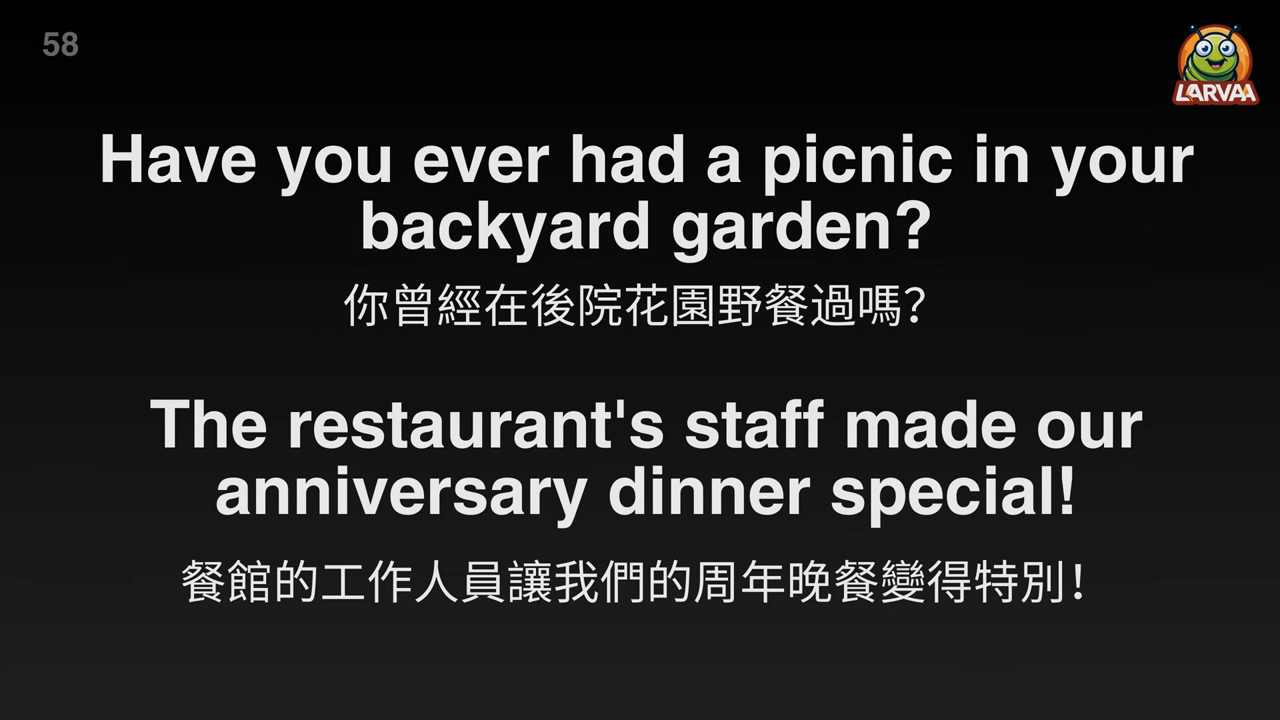 58
LARVAA
Have you ever had a picnic in your
backyard garden?
你曾經在後院花園野餐過嗎?
The restaurant's staff made our
anniversary dinner special!
餐館的工作人員讓我們的周年晚餐變得特別!